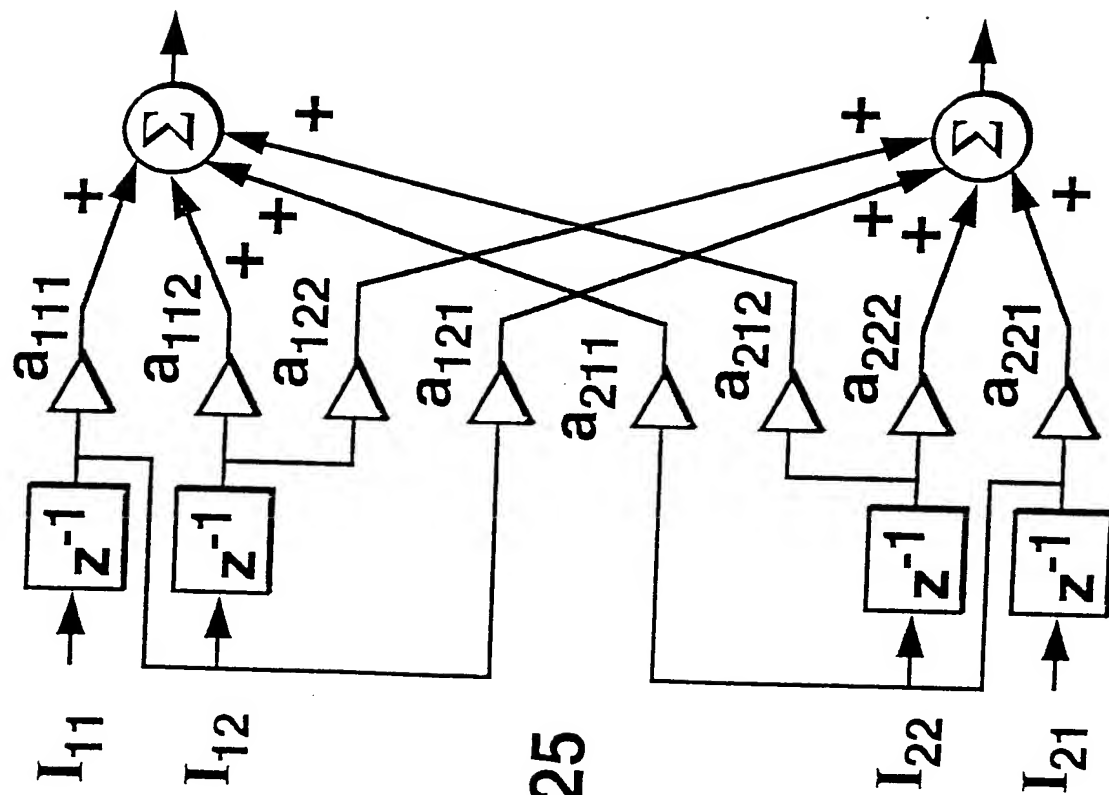 Σ
Σ
+
+
+
+
+
+
+
+
a111
a112
a122
a121
a211
a212
a222
a221
z-1
z-1
z-1
z-1
I11
I12
I22
I21
25